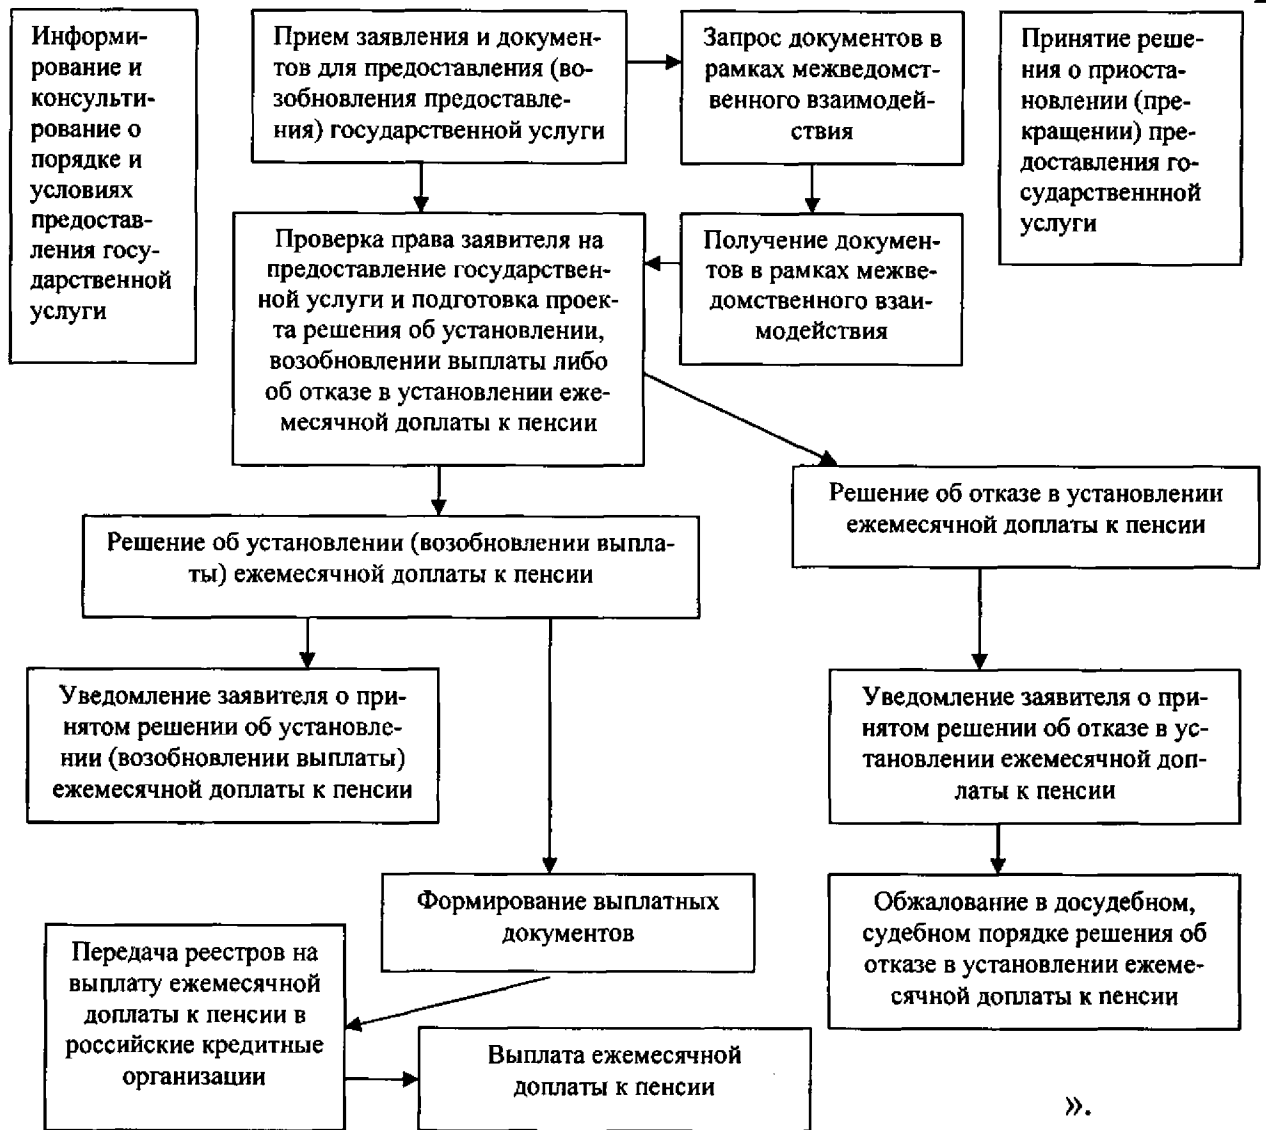 Информи-
рование и
консульти-
рование о
порядке и
условиях
предостав-
ления госу-
дарственной
услуги
Прием заявления и докумен-
тов для предоставления (во-
зобновления предоставле-
ния) государственной услуги
Запрос документов в
рамках межведомст-
венного взаимодей-
ствия
Принятие реше-
ния о приоста-
новлении (пре-
кращении) пре-
доставления го-
сударственнной
услуги
Проверка права заявителя на
предоставление государствен-
ной услуги и подготовка проек-
та решения об установлении,
возобновлении выплаты либо
об отказе в установлении еже-
месячной доплаты к пенсии
Получение докумен-
тов в рамках межве-
домственного взаи-
модействия
Решение об отказе в установлении
ежемесячной доплаты к пенсии
Решение об установлении (возобновлении выпла-
ты) ежемесячной доплаты к пенсии
Уведомление заявителя о при-
нятом решении об установле-
нии (возобновлении выплаты)
ежемесячной доплаты к пенсии
Уведомление заявителя о при-
нятом решении об отказе в ус-
тановлении ежемесячной доп-
латы к пенсии
Формирование выплатных
документов
Обжалование в досудебном,
судебном порядке решения об
отказе в установлении ежеме-
сячной доплаты к пенсии
Передача реестров на
выплату ежемесячной
доплаты к пенсии в
российские кредитные
организации
Выплата ежемесячной
доплаты к пенсии
».